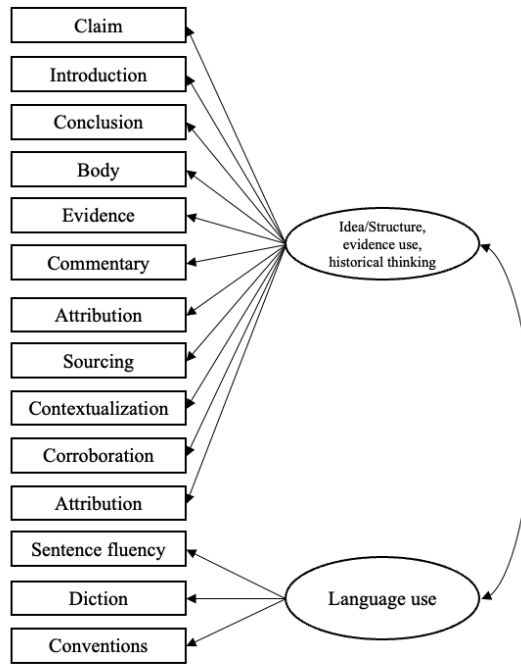 Claim
Introduction
Conclusion
Body
Evidence
Commentary
Attribution
Sourcing
Contextualization
Corroboration
Attribution
Sentence fluency
Diction
Conventions
Idea/Structure,
evidence use,
historical thinking
Language use